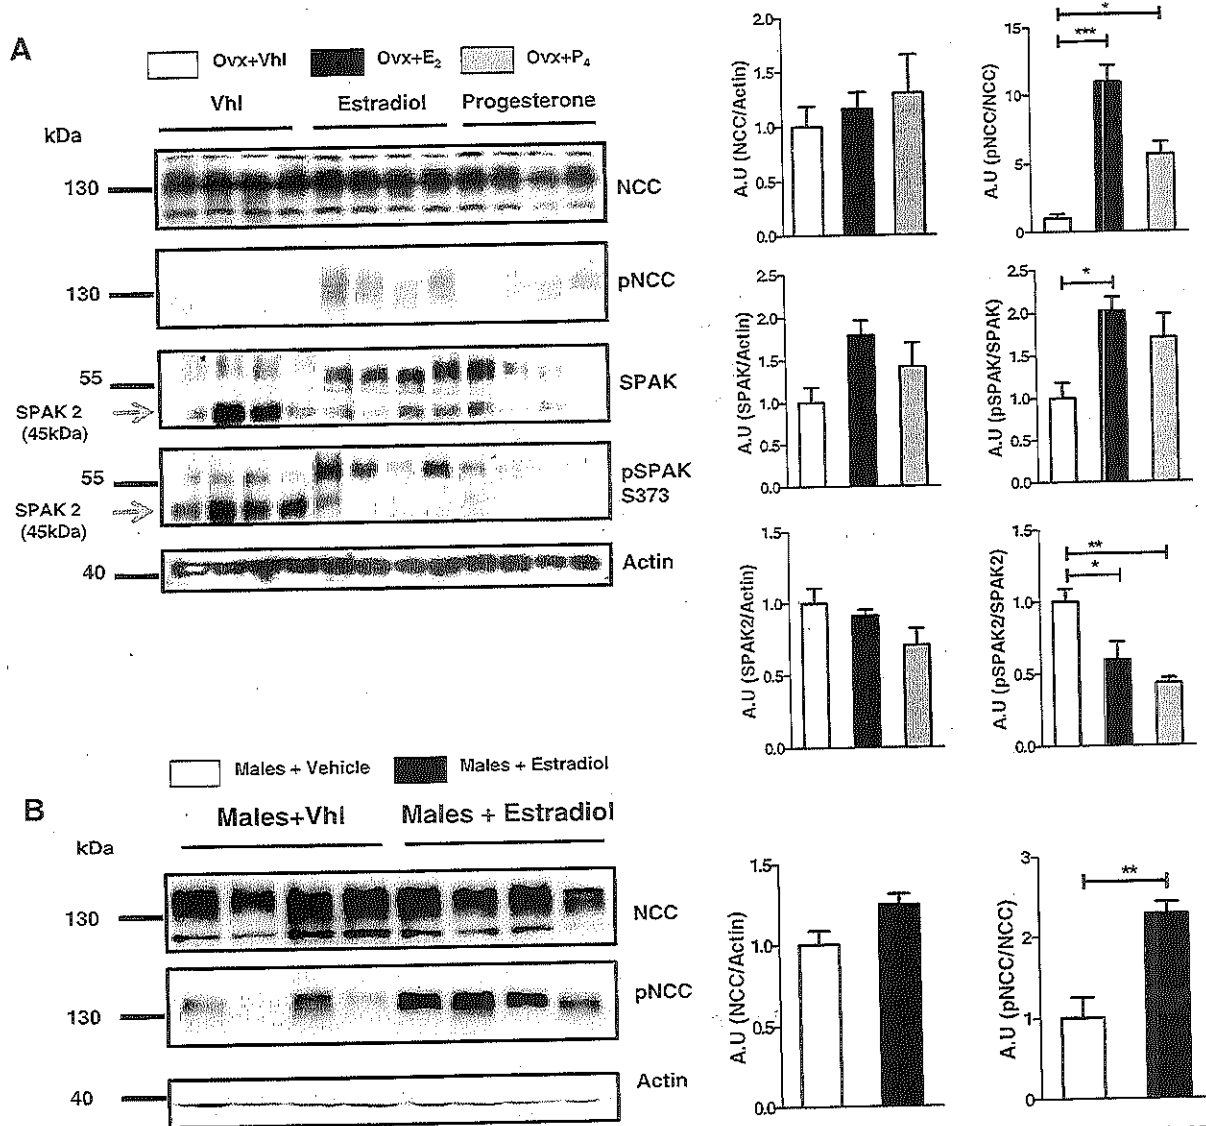 A
Ovx+Vhl Ovx+E2 Ovx+P4
Vhl Estradiol Progesterone
kDa
130 NCC
130 pNCC
55 SPAK
SPAK 2
(45kDa)
55 pSPAK
S373
SPAK 2
(45kDa)
40 Actin
A.U (NCC/Actin)
2.0
1.5
1.0
0.5
0.0
A.U (pNCC/NCC)
15
10
5
0
*
***
A.U (SPAK/Actin)
2.5
2.0
1.5
1.0
0.5
0.0
A.U (pSPAK/SPAK)
2.5
2.0
1.5
1.0
0.5
0.0
*
A.U (SPAK2/Actin)
1.5
1.0
0.5
0.0
A.U (pSPAK2/SPAK2)
1.5
1.0
0.5
0.0
**
*
Males + Vehicle Males + Estradiol
B
Males+Vhl Males + Estradiol
kDa
130 NCC
130 pNCC
40 Actin
A.U (NCC/Actin)
1.5
1.0
0.5
0.0
A.U (pNCC/NCC)
3
2
1
0
**